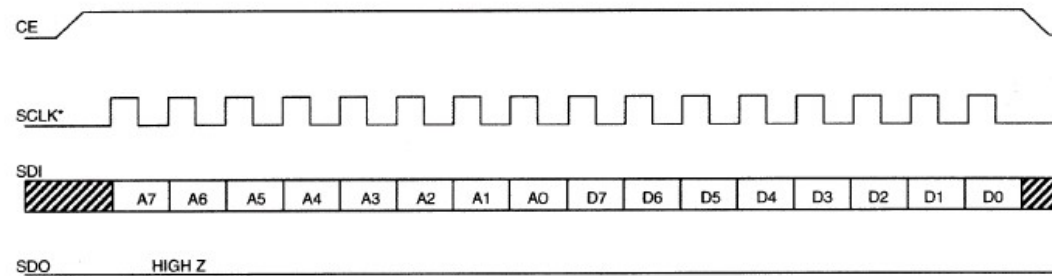 CE
SCLK*
SDI
A7 A6 A5 A4 A3 A2 A1 A0 D7 D6 D5 D4 D3 D2 D1 D0
SDO HIGH Z